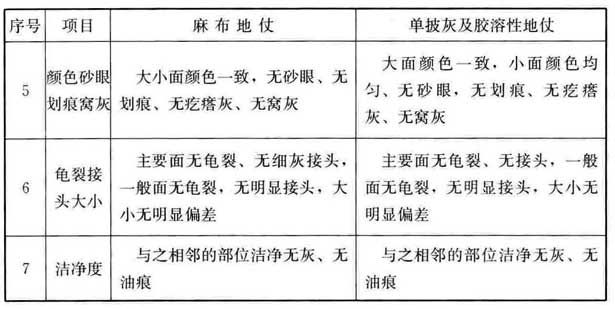 序号 项目 麻布地仗 单披灰及胶溶性地仗
5 颜色砂眼划痕窝灰 大小面颜色一致，无砂眼、无划痕、无疙瘩灰、无窝灰 大面颜色一致，小面颜色均匀、无砂眼，无划痕、无疙瘩灰、无窝灰
6 龟裂接头大小 主要面无龟裂、无细灰接头，一般面无龟裂，无明显接头，大小无明显偏差 主要面无龟裂、无接头，一般面无龟裂，无明显接头，大小无明显偏差
7 洁净度 与之相邻的部位洁净无灰、无油痕 与之相邻的部位洁净无灰、无油痕